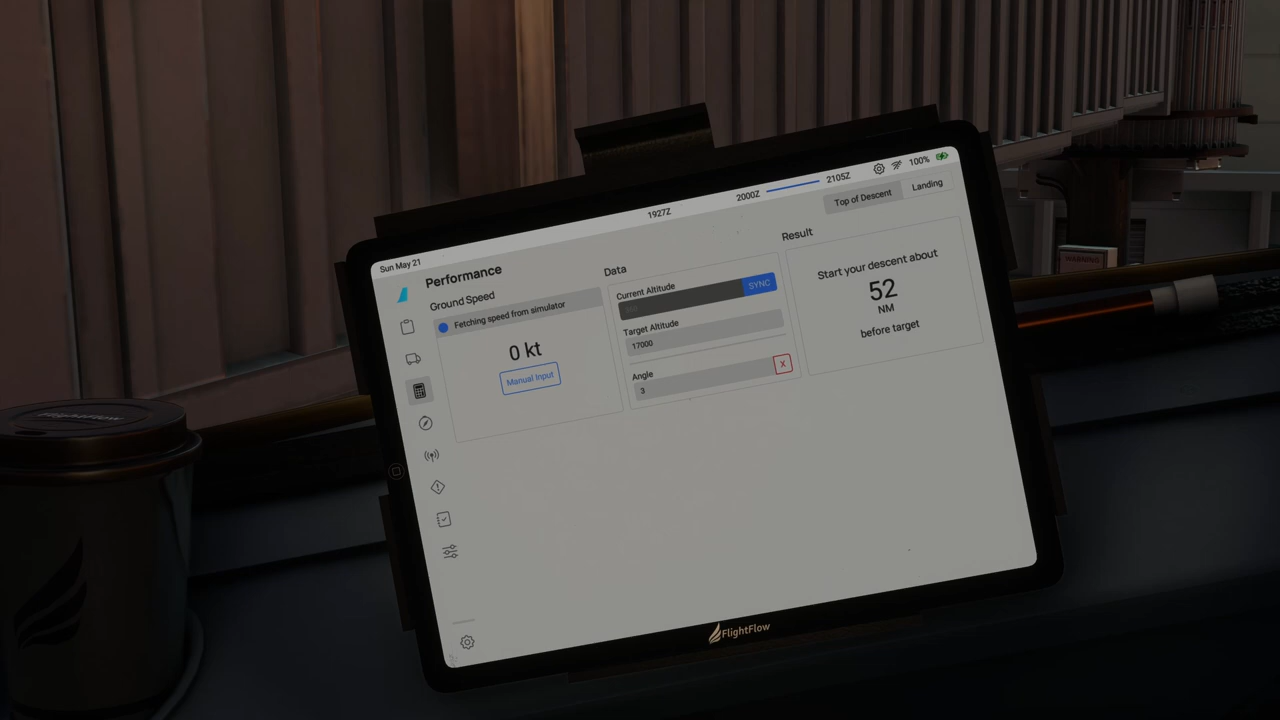 Sun May 21
1927Z
2000Z
2105Z
100%
Performance
Top of Descent
Landing
Ground Speed
Fetching speed from simulator
0 kt
Manual Input
Data
Current Altitude
SYNC
Target Altitude
17000
Angle
3
X
Result
Start your descent about
52
NM
before target
FlightFlow
FlightFlow
WARNING